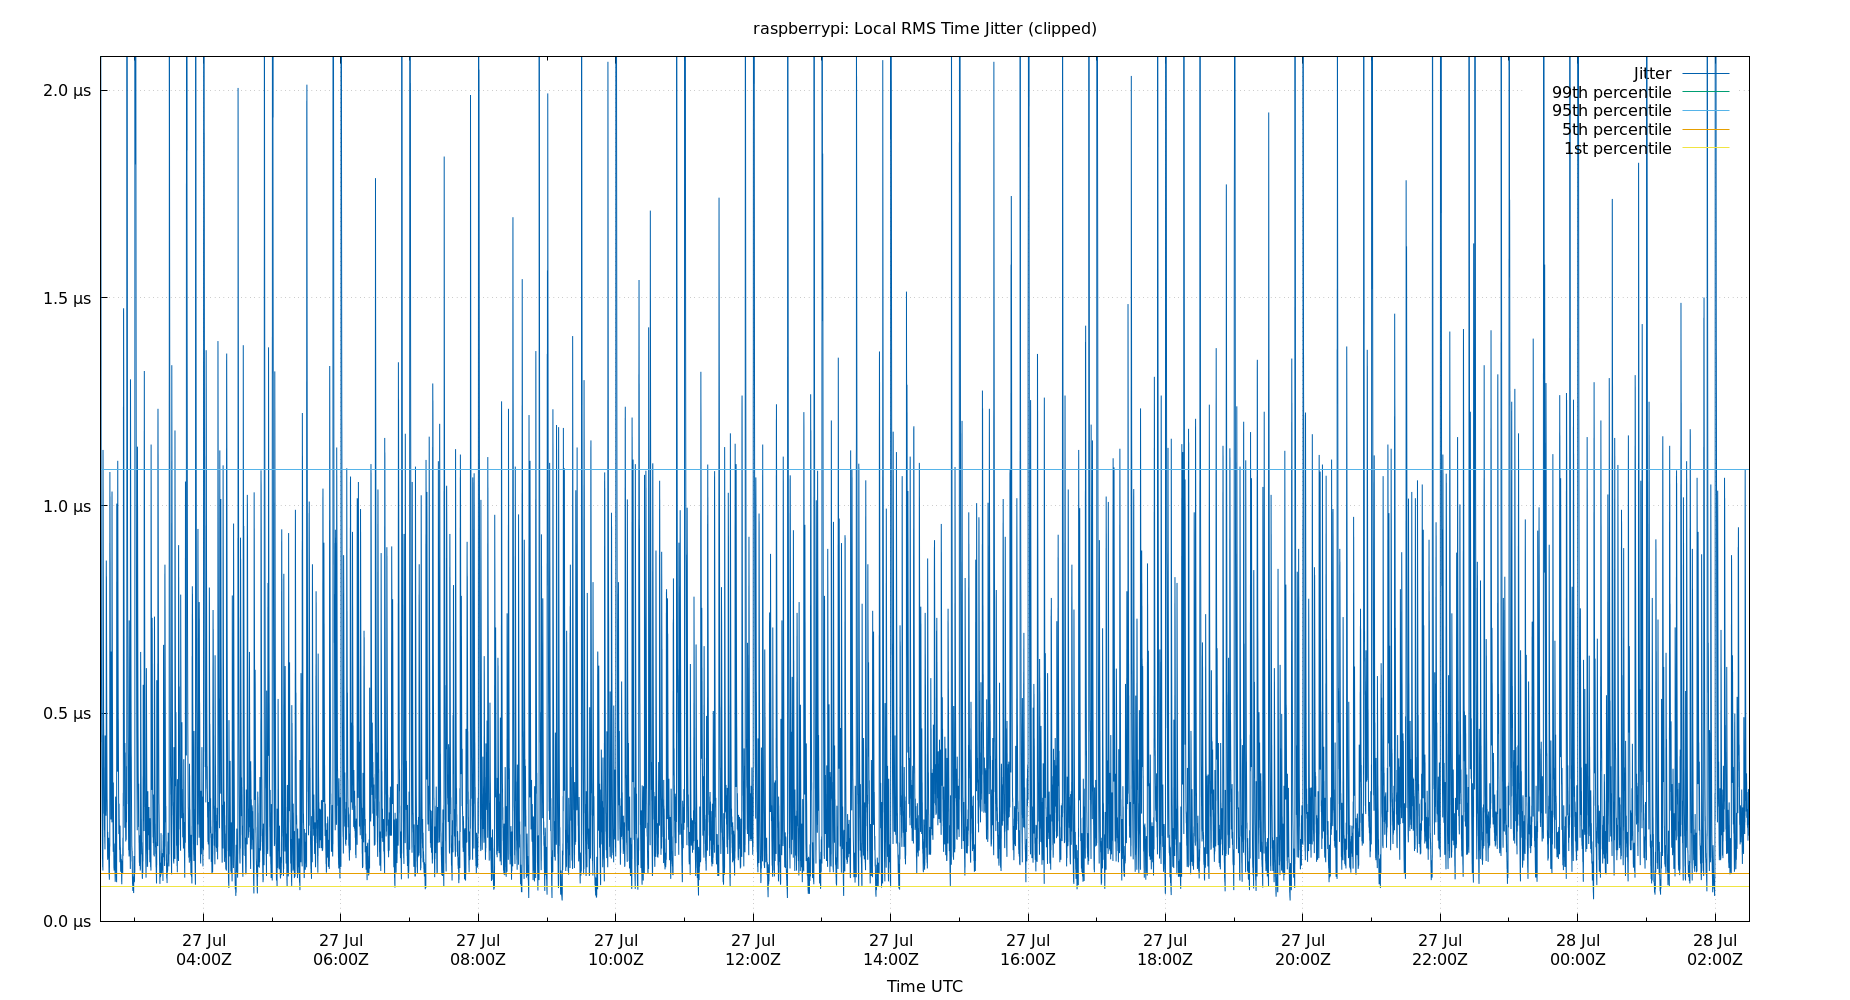 raspberrypi: Local RMS Time Jitter (clipped)
2.0 µs
1.5 µs
1.0 µs
0.5 µs
0.0 µs
Jitter
99th percentile
95th percentile
5th percentile
1st percentile
27 Jul 27 Jul 27 Jul 27 Jul 27 Jul 27 Jul 27 Jul 27 Jul 27 Jul 27 Jul 28 Jul 28 Jul
04:00Z 06:00Z 08:00Z 10:00Z 12:00Z 14:00Z 16:00Z 18:00Z 20:00Z 22:00Z 00:00Z 02:00Z
Time UTC